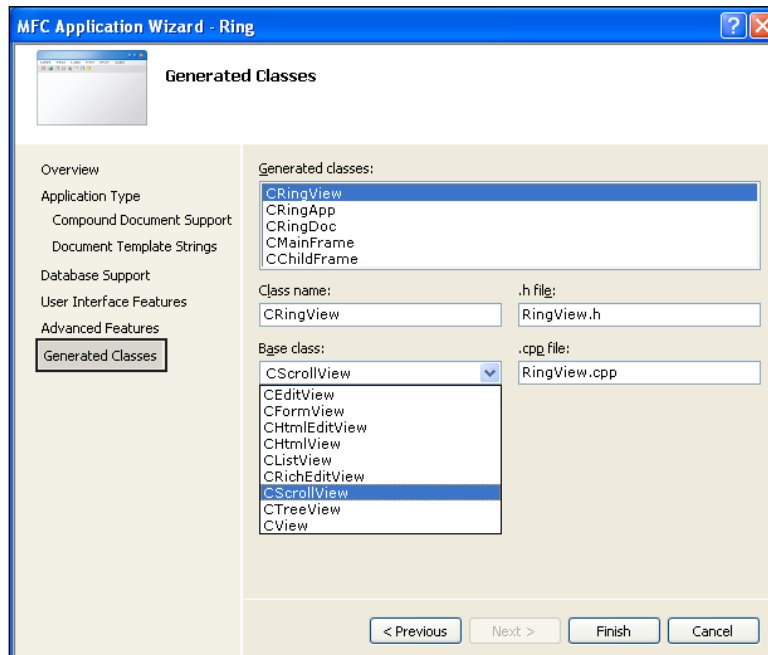 MFC Application Wizard - Ring
Generated Classes
Overview
Application Type
Compound Document Support
Document Template Strings
Database Support
User Interface Features
Advanced Features
Generated Classes
Generated classes:
CRingView
CRingApp
CRingDoc
CMainFrame
CChildFrame
Class name:
.h file:
CRingView
RingView.h
Base class:
.cpp file:
CScrollView
RingView.cpp
CEditView
CFormView
CHtmlEditView
CHtmlView
CListView
CRichEditView
CScrollView
CTreeView
CView
< Previous
Next >
Finish
Cancel